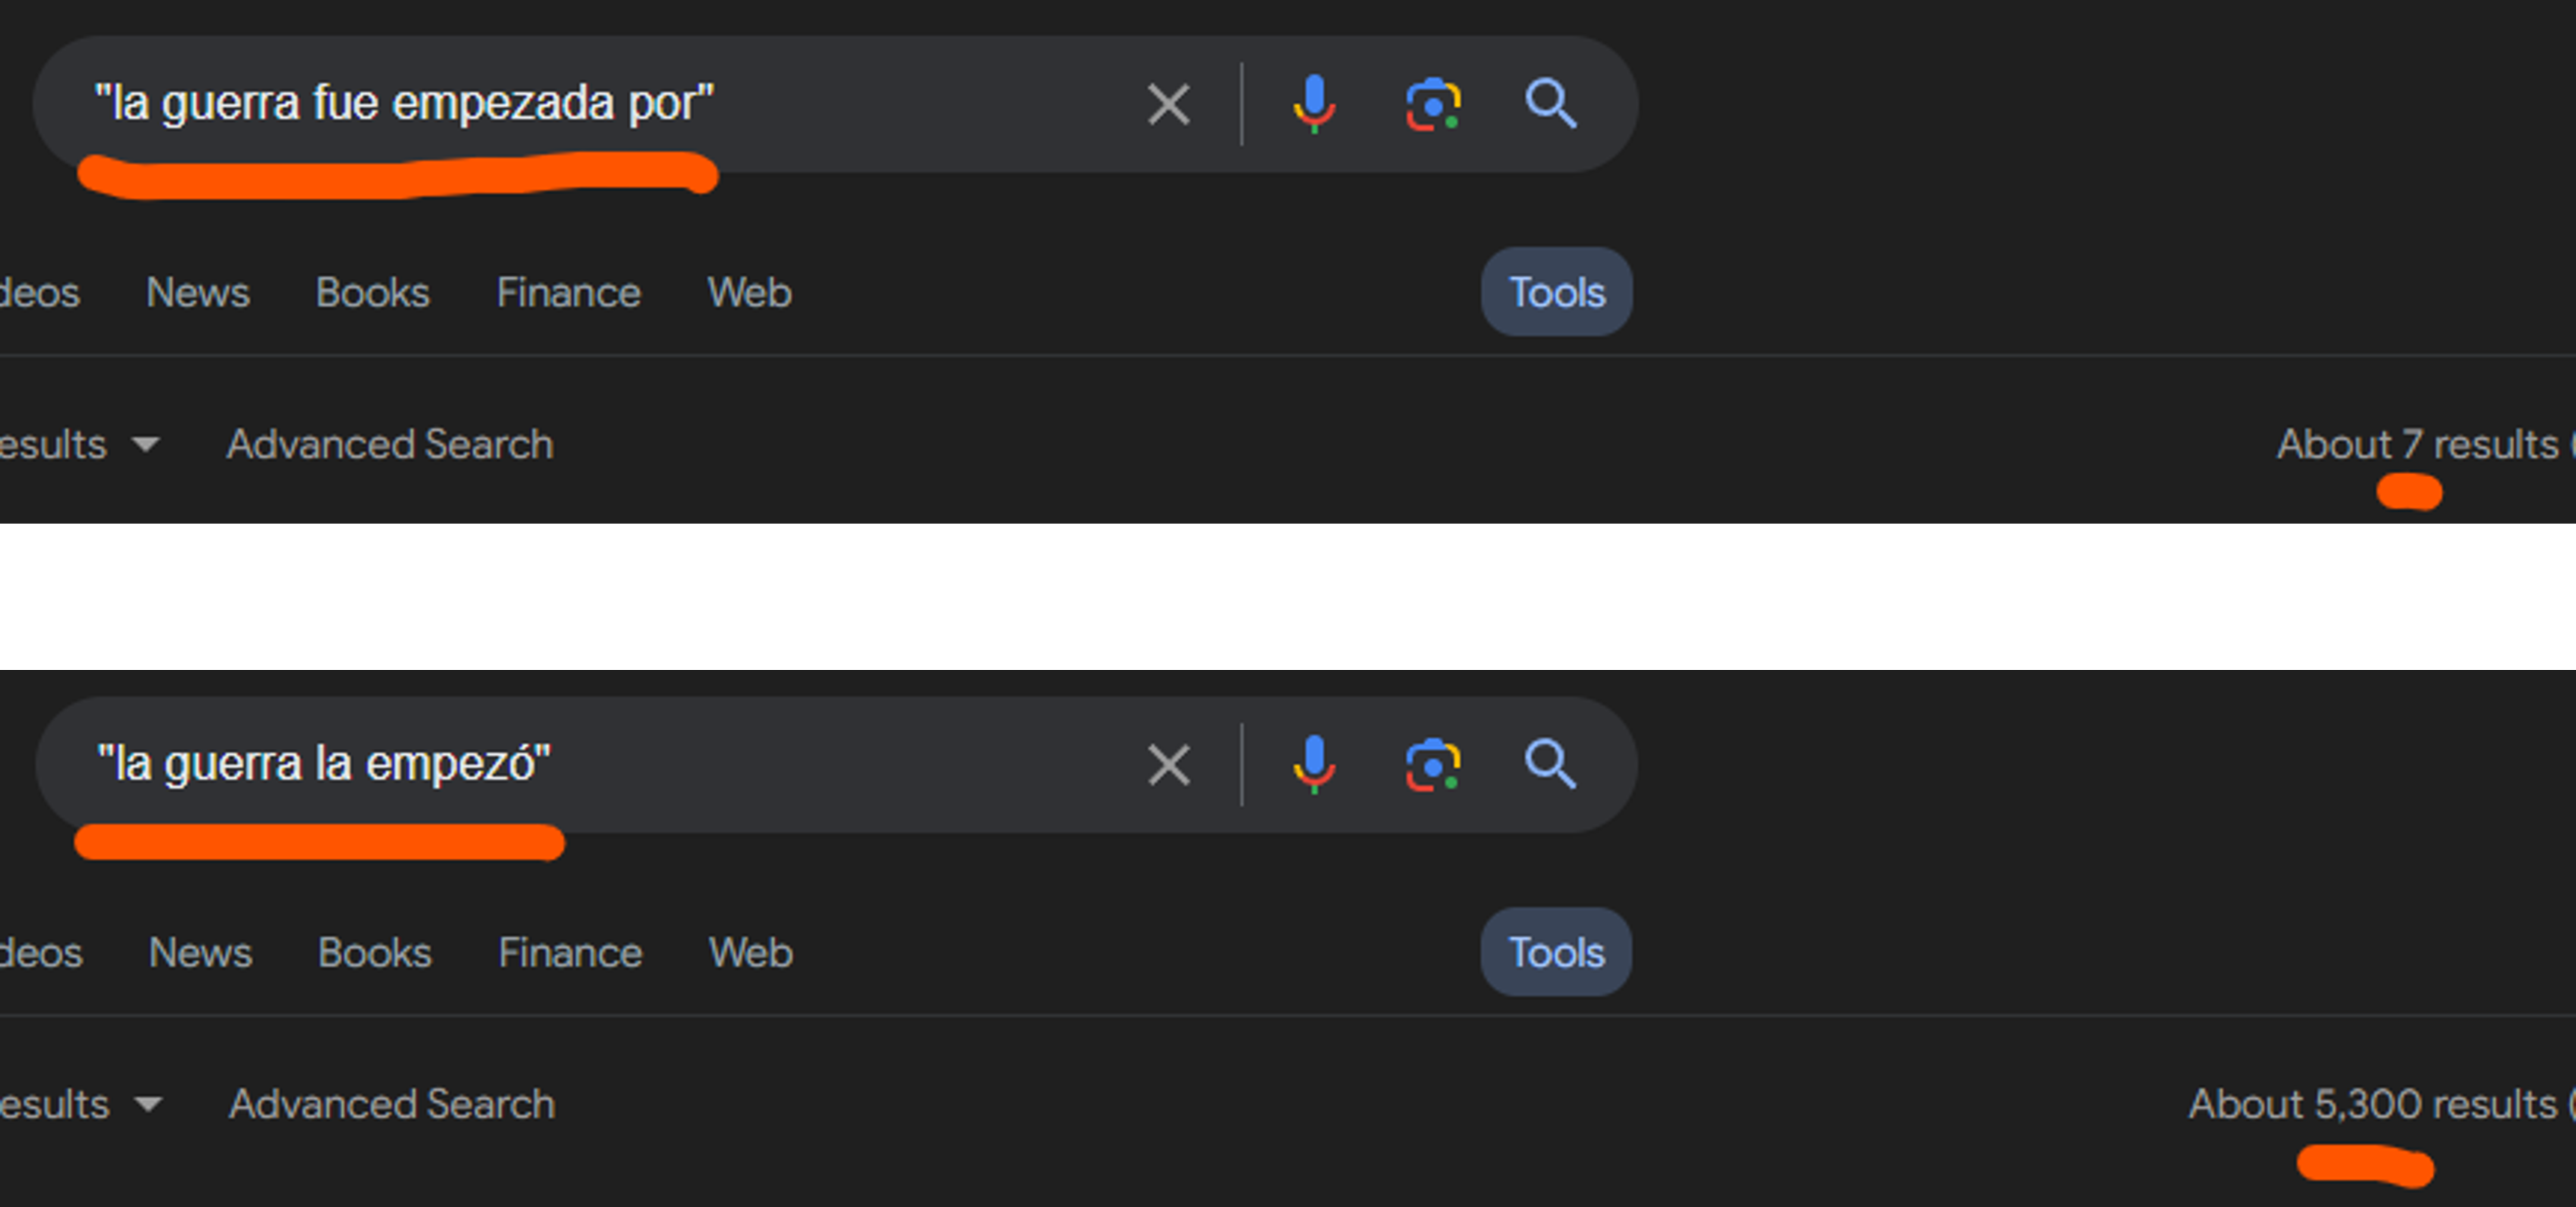 "la guerra fue empezada por"
deos News Books Finance Web Tools
esults Advanced Search About 7 results (
"la guerra la empezó"
deos News Books Finance Web Tools
esults Advanced Search About 5,300 results (